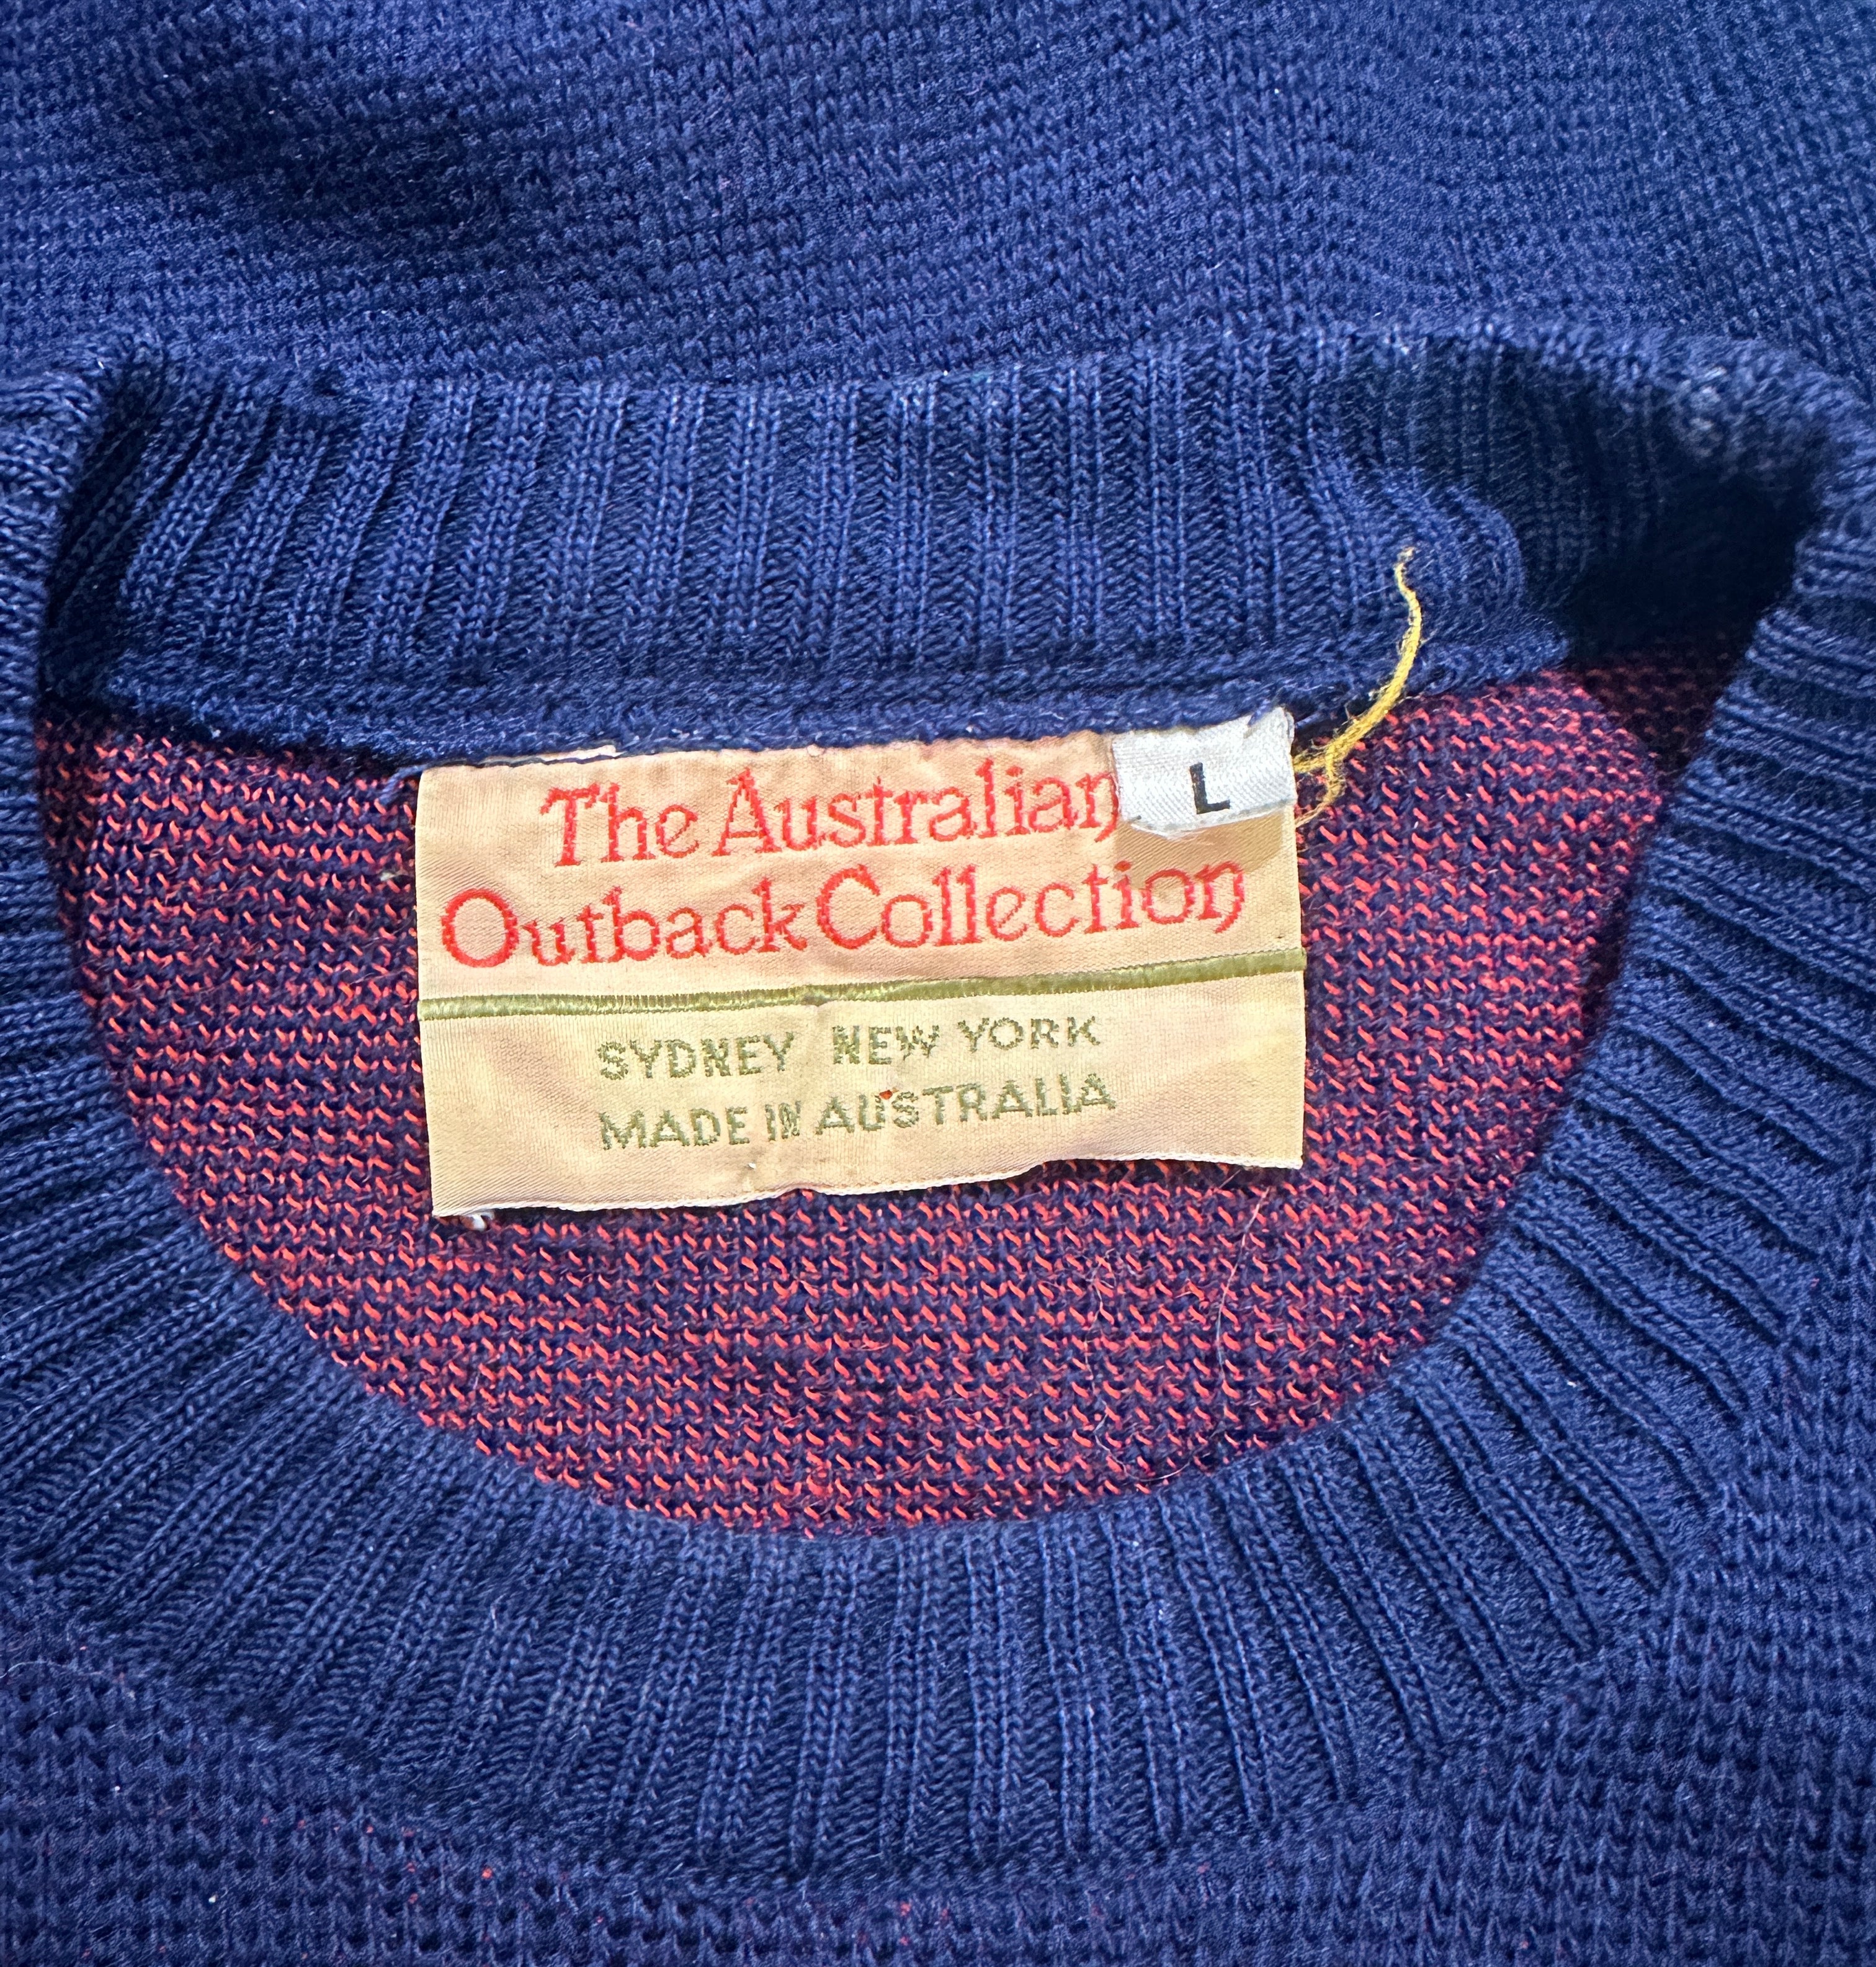 The Australian
L
Outback Collection
SYDNEY NEW YORK
MADE IN AUSTRALIA